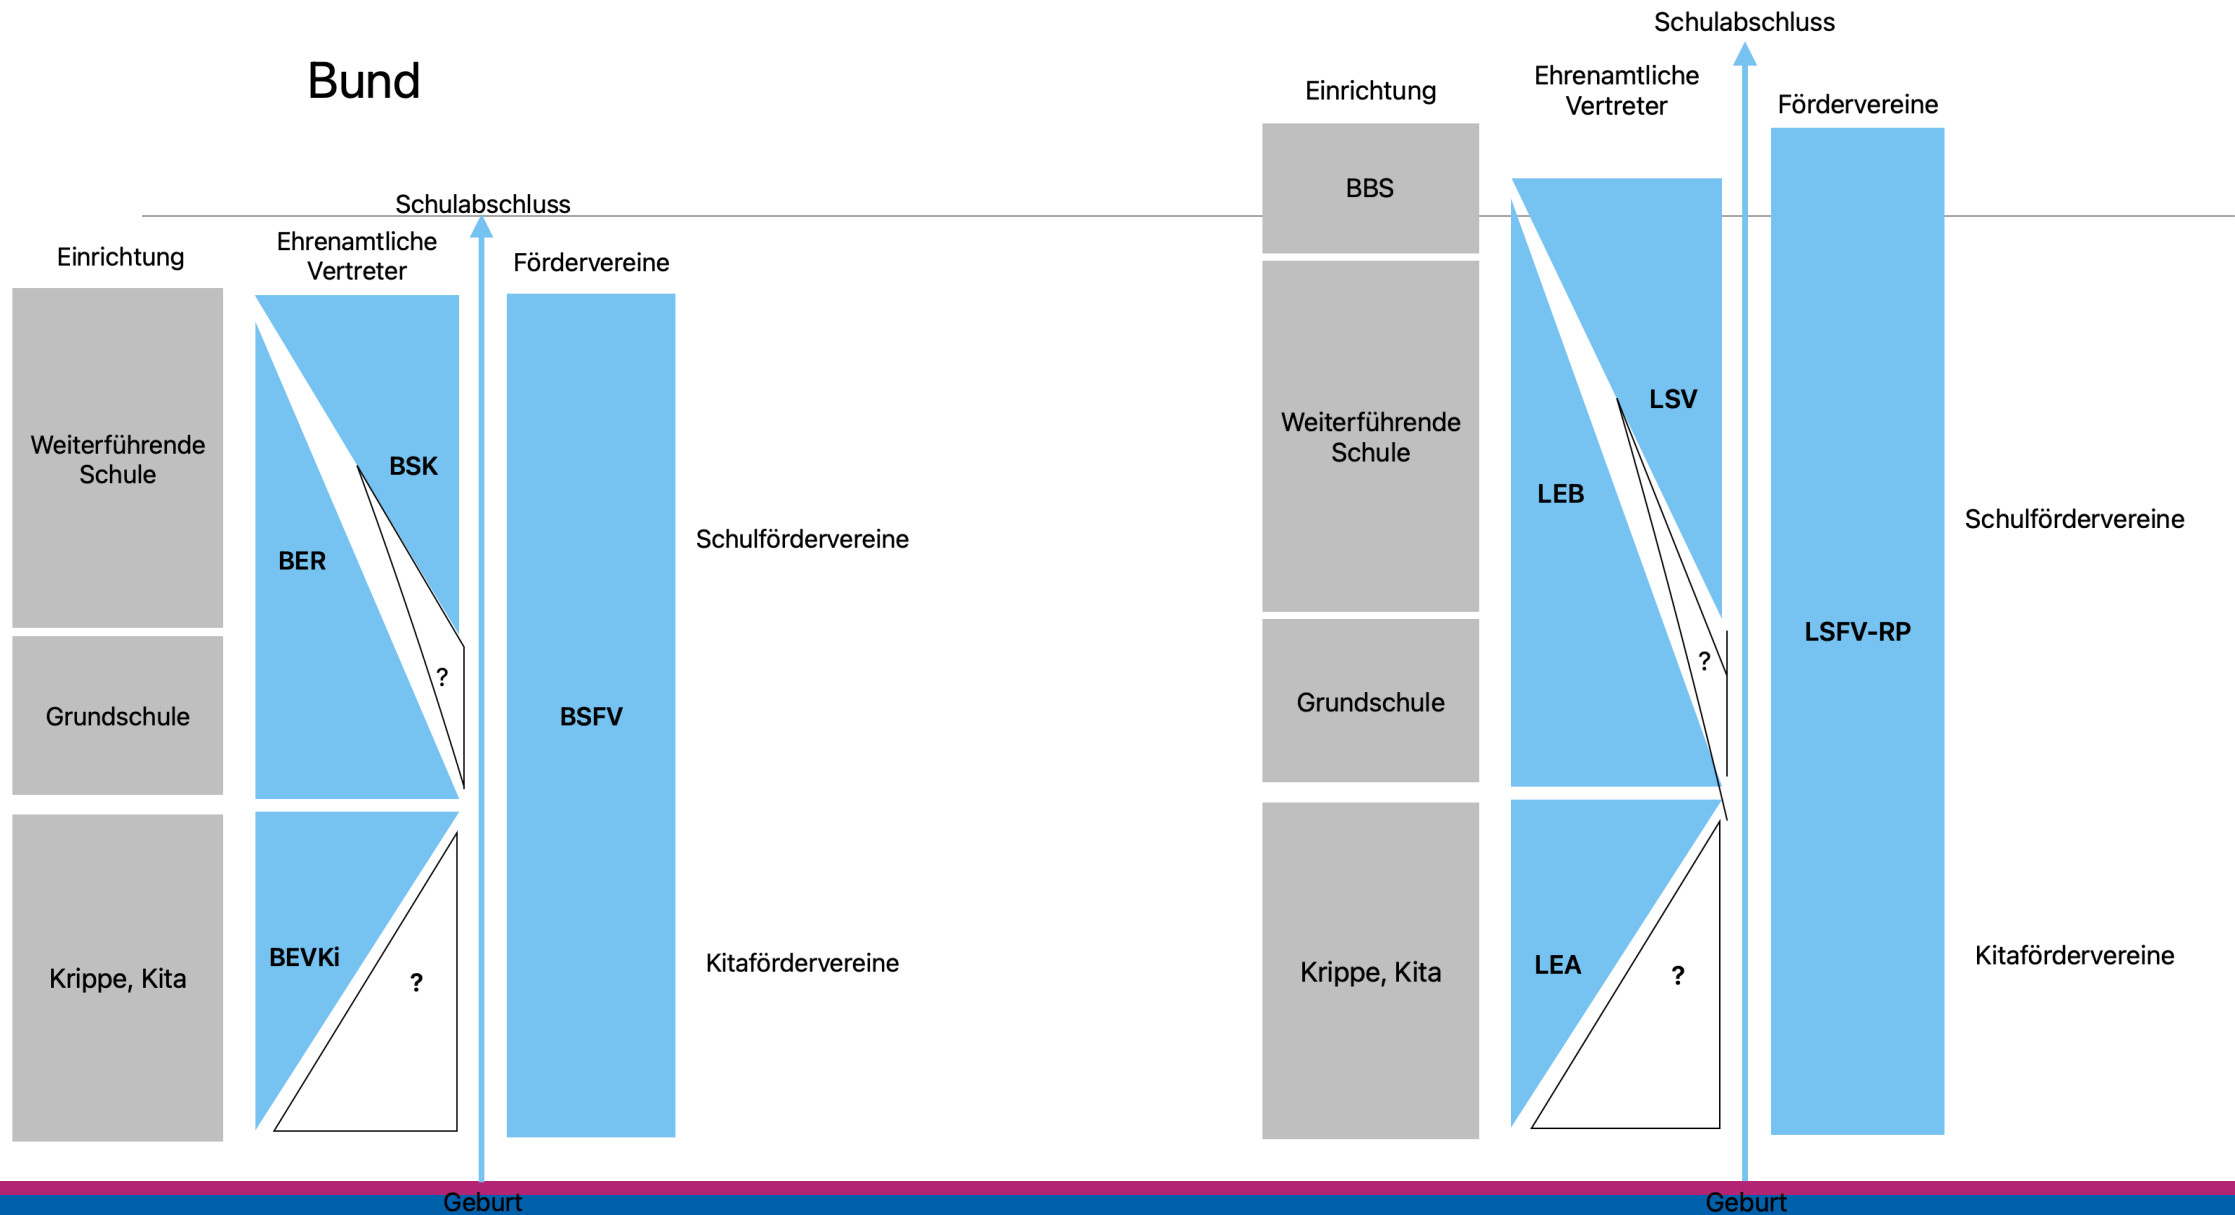 Bund
Schulabschluss
Einrichtung
Ehrenamtliche
Vertreter
Fördervereine
Weiterführende
Schule
BSK
BER
Schulfördervereine
?
Grundschule
BSFV
BEVKi
Krippe, Kita
?
Kitafördervereine
Geburt
Schulabschluss
Einrichtung
Ehrenamtliche
Vertreter
Fördervereine
BBS
LSV
Weiterführende
Schule
LEB
Schulfördervereine
LSFV-RP
?
Grundschule
LEA
Krippe, Kita
?
Kitafördervereine
Geburt